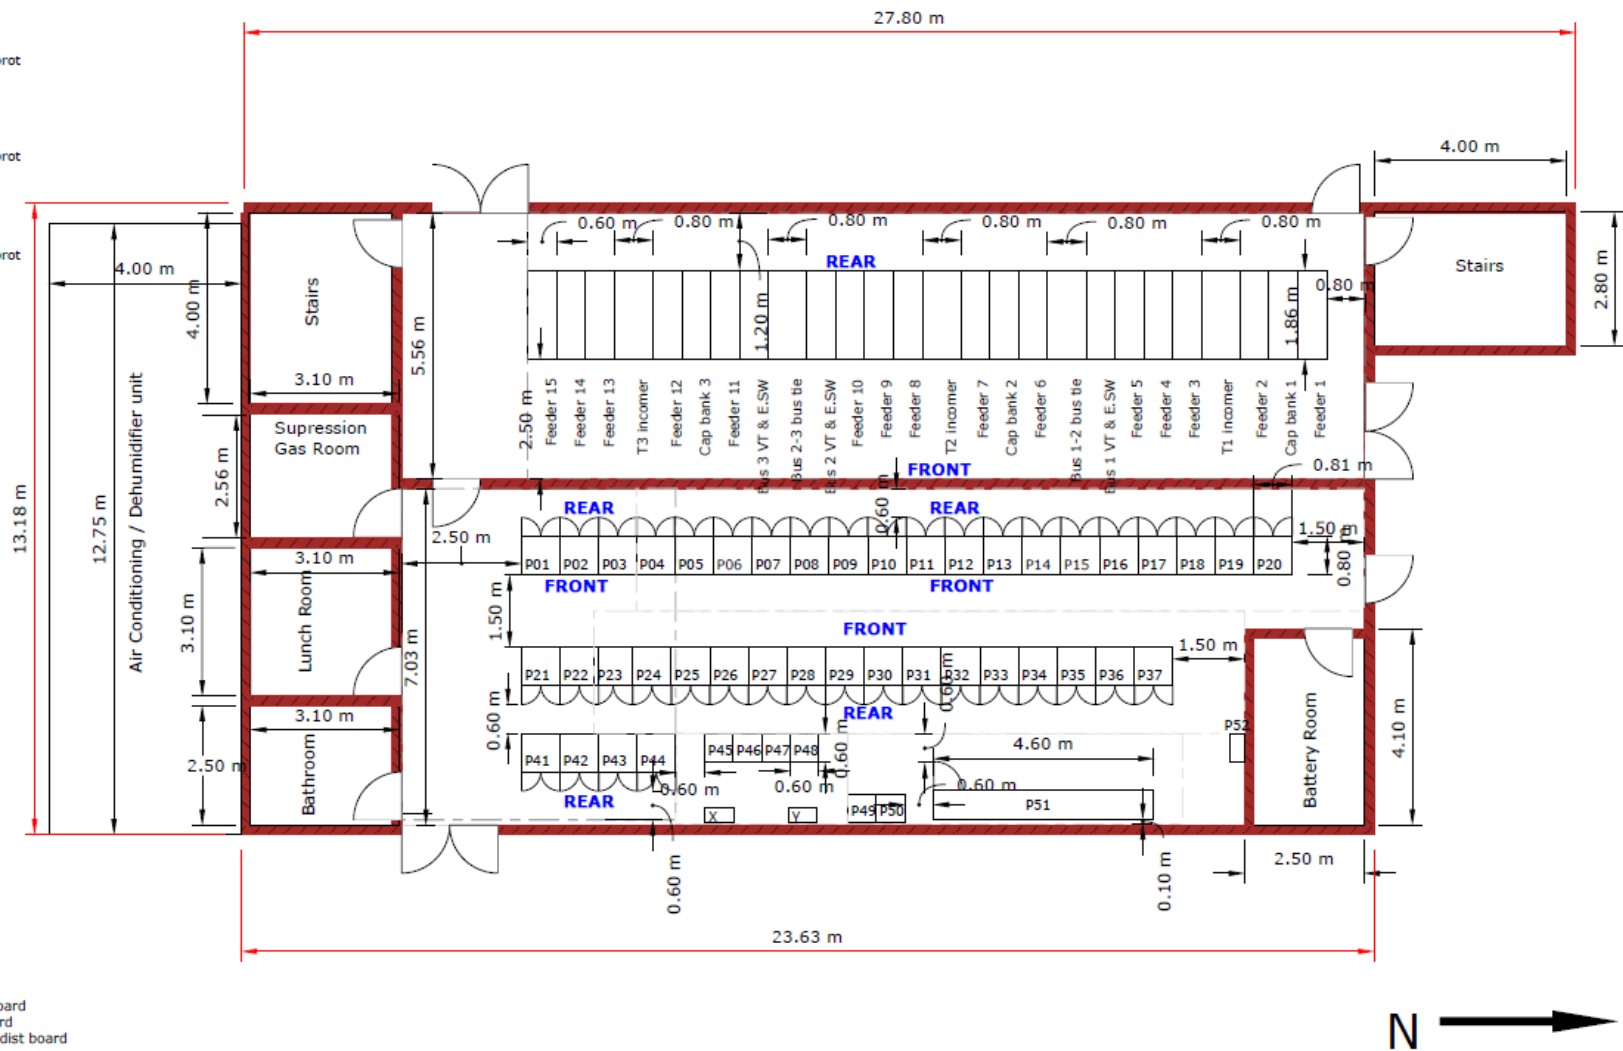 27.80 m
prot
4.00 m
prot
0.60 m
0.80 m
0.80 m
0.80 m
0.80 m
0.80 m
prot
REAR
4.00 m
Stairs
4.00 m
Stairs
0.80 m
2.80 m
1.20 m
1.86 m
5.56 m
3.10 m
2.50 m
Feeder 15
Feeder 14
Feeder 13
T3 incomer
Feeder 12
Cap bank 3
Feeder 11
Bus 3 VT & E.SW
Bus 2-3 bus tie
Bus 2 VT & E.SW
Feeder 10
Feeder 9
Feeder 8
T2 incomer
Feeder 7
Cap bank 2
Feeder 6
Bus 1-2 bus tie
Bus 1 VT & E.SW
Feeder 5
Feeder 4
Feeder 3
T1 incomer
Feeder 2
Cap bank 1
Feeder 1
Supression
Gas Room
2.56 m
FRONT
0.81 m
13.18 m
12.75 m
Air Conditioning / Dehumidifier unit
REAR
0.60 m
REAR
2.50 m
1.50 m
0.80 m
3.10 m
P01 P02 P03 P04 P05 P06 P07 P08 P09 P10 P11 P12 P13 P14 P15 P16 P17 P18 P19 P20
FRONT
FRONT
3.10 m
Lunch Room
1.50 m
FRONT
7.03 m
1.50 m
P21 P22 P23 P24 P25 P26 P27 P28 P29 P30 P31 P32 P33 P34 P35 P36 P37
0.60 m
REAR
3.10 m
0.60 m
P52
2.50 m
Bathroom
P41 P42 P43 P44
P45 P46 P47 P48
0.60 m
4.60 m
Battery Room
4.10 m
0.60 m
0.60 m
0.60 m
REAR
X
Y
P49 P50
P51
0.60 m
0.10 m
2.50 m
23.63 m
oard
rd
dist board
N